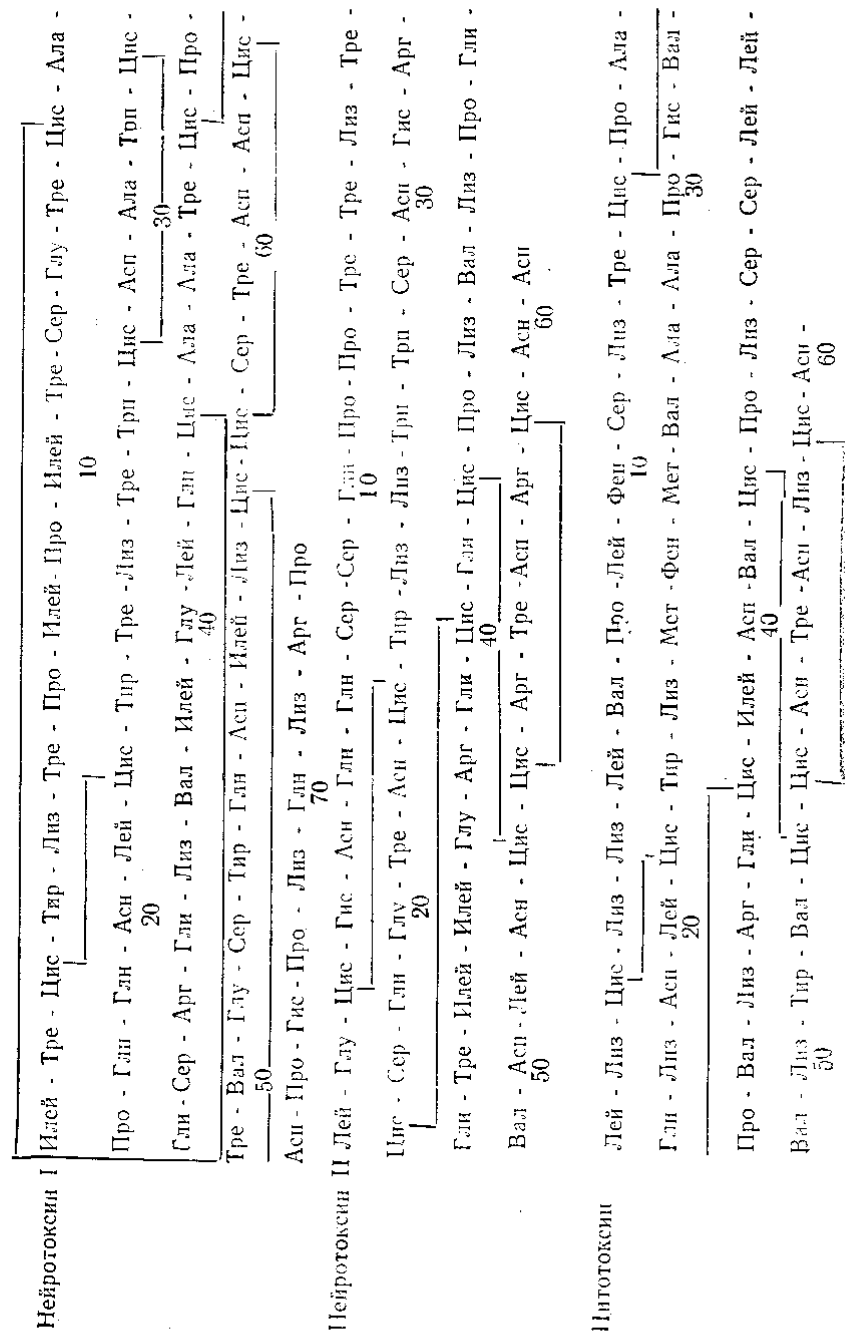 Нейротоксин I Илей - Тре - Цис - Тир - Лиз - Тре - Про - Илей - Про - Илей - Тре - Сер - Глу - Тре - Цис - Ала -
10
Про - Глн - Асн - Лей - Цис - Тир - Тре - Лиз - Тре - Трп - Цис - Асп - Ала - Трп - Цис -
20 30
Гли - Сер - Арг - Гли - Лиз - Вал - Илей - Глу - Лей - Гли - Цис - Ала - Ала - Тре - Цис - Про -
40
Тре - Вал - Глу - Сер - Тир - Глн - Асп - Илей - Лиз - Цис - Цис - Сер - Тре - Асп - Асп - Цис -
50 60
Асн - Про - Гис - Про - Лиз - Глн - Лиз - Арг - Про
70
Нейротоксин II Лей - Глу - Цис - Гис - Асн - Глн - Глн - Сер - Сер - Глн - Про - Про - Тре - Тре - Лиз - Тре -
10
Цис - Сер - Гли - Глу - Тре - Асн - Цис - Тир - Лиз - Лиз - Трп - Трп - Сер - Асн - Гис - Арг -
20 30
Гли - Тре - Илей - Илей - Глу - Арг - Гли - Цис - Гли - Цис - Про - Лиз - Вал - Лиз - Про - Гли -
40
Вал - Асн - Лей - Асн - Цис - Цис - Арг - Тре - Асп - Арг - Цис - Асн - Асн
50 60
Цитотоксин
Лей - Лиз - Цис - Лиз - Лиз - Лей - Вал - Про - Лей - Фен - Сер - Лиз - Тре - Цис - Про - Ала -
10
Гли - Лиз - Асн - Лей - Цис - Тир - Лиз - Мет - Фен - Мет - Вал - Ала - Ала - Про - Гис - Вал -
20 30
Про - Вал - Лиз - Арг - Гли - Цис - Илей - Асп - Вал - Цис - Про - Лиз - Сер - Сер - Лей - Лей -
40
Вал - Лиз - Тир - Вал - Цис - Цис - Асн - Тре - Асп - Лиз - Цис - Асн -
50 60